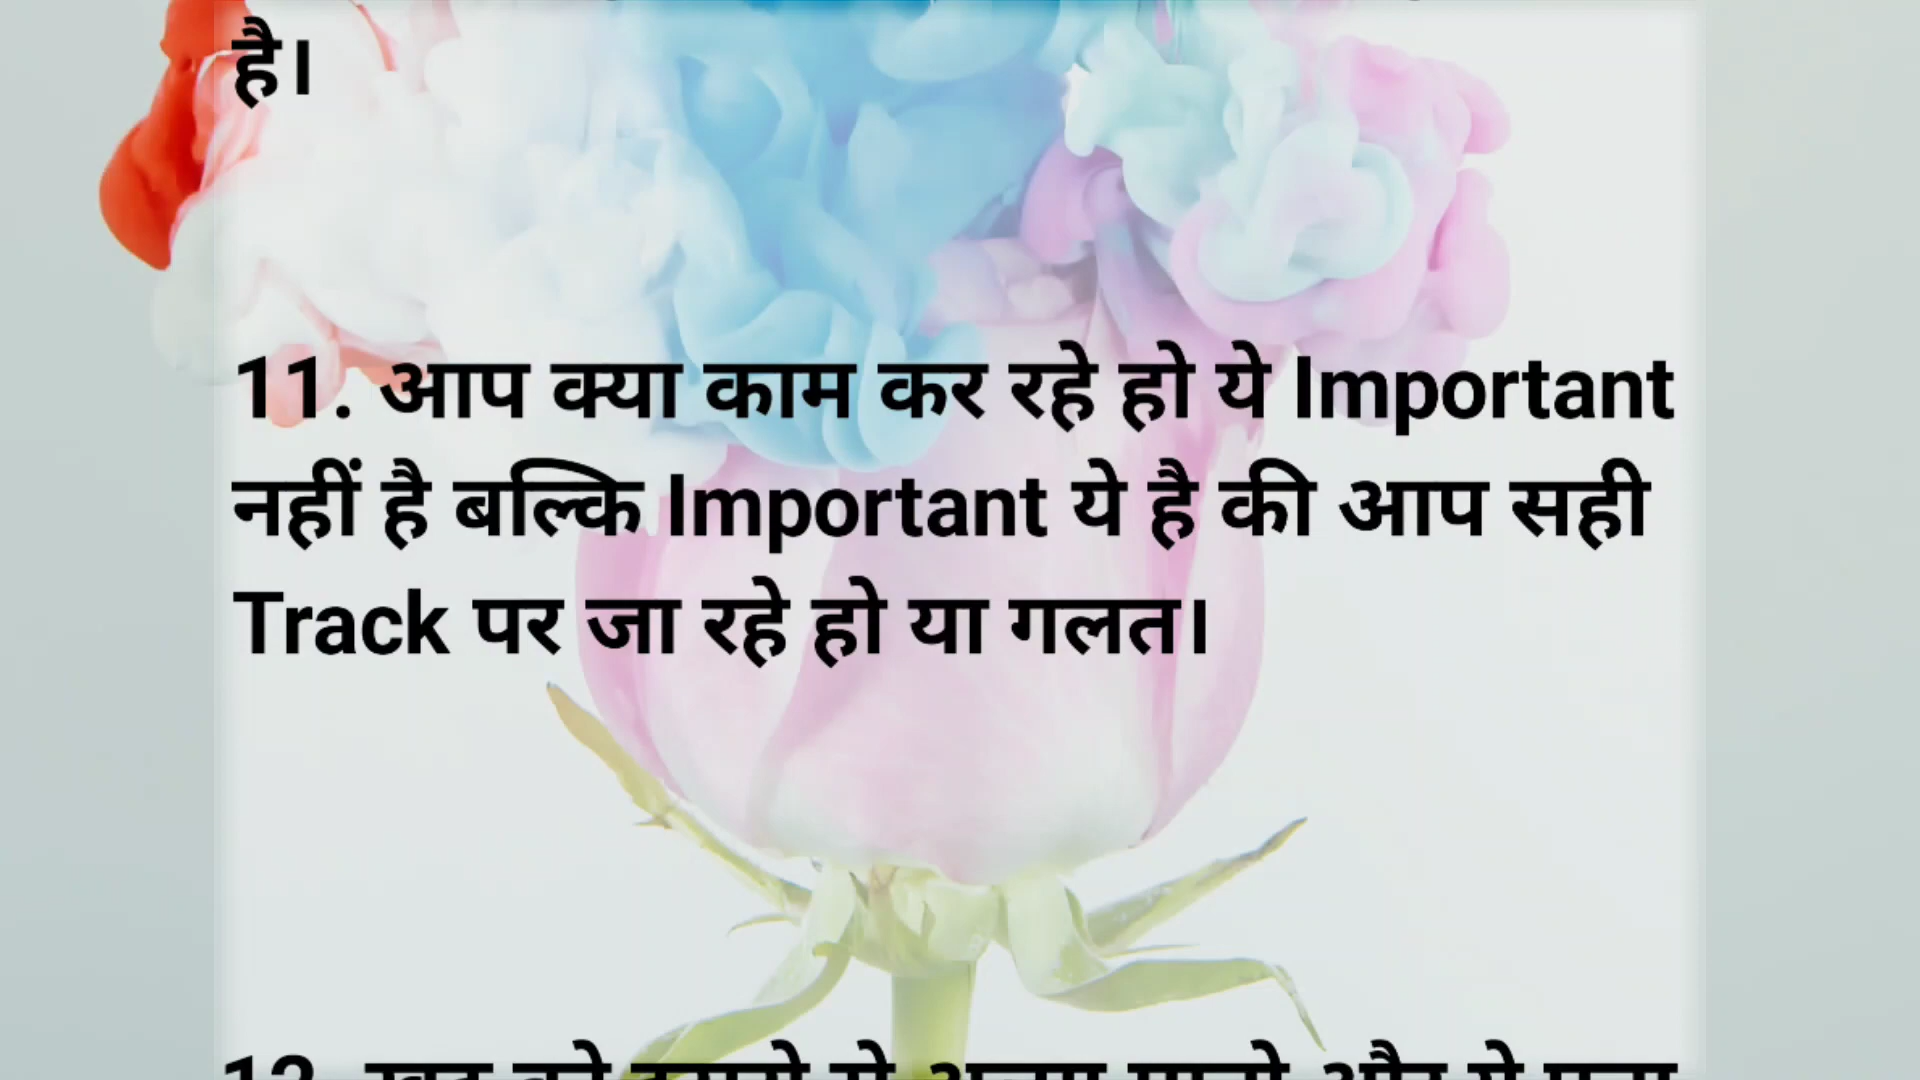 है।
11. आप क्या काम कर रहे हो ये Important
नहीं है बल्कि Important ये है की आप सही
Track पर जा रहे हो या गलत।